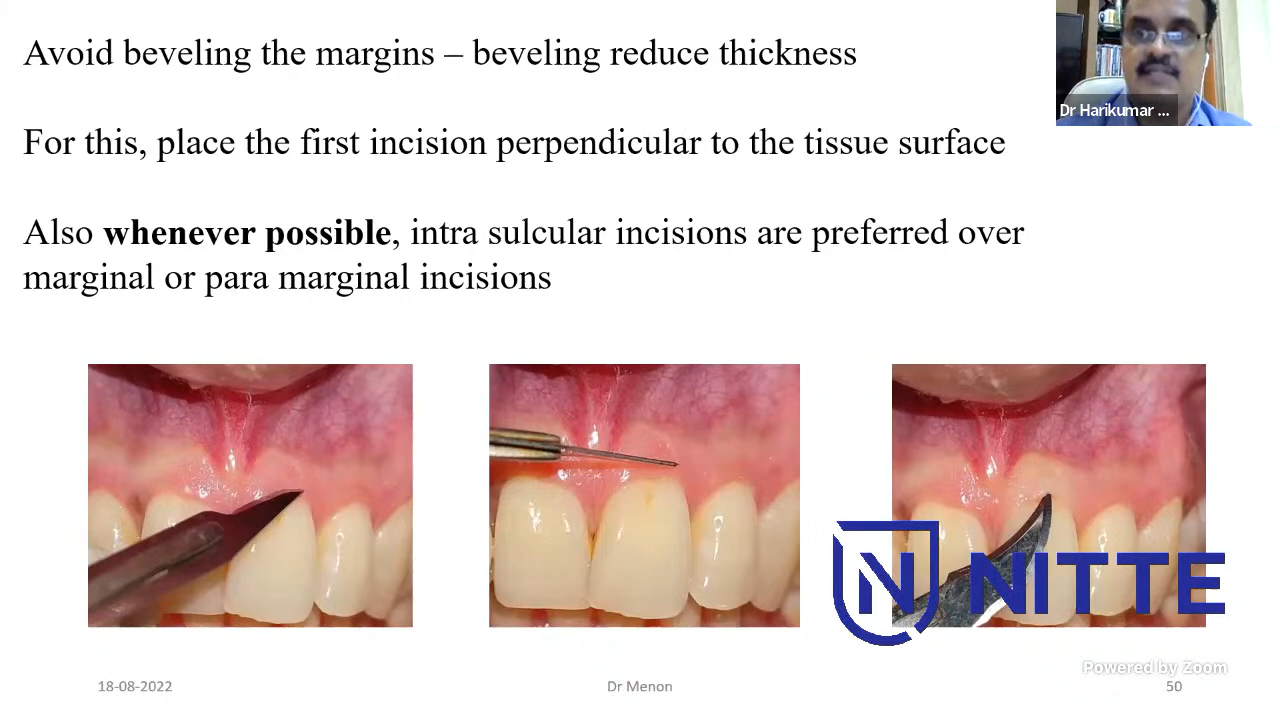 Avoid beveling the margins – beveling reduce thickness
Dr Harikumar ...
For this, place the first incision perpendicular to the tissue surface
Also whenever possible, intra sulcular incisions are preferred over
marginal or para marginal incisions
N NITTE
Powered by Zoom
18-08-2022
Dr Menon
50